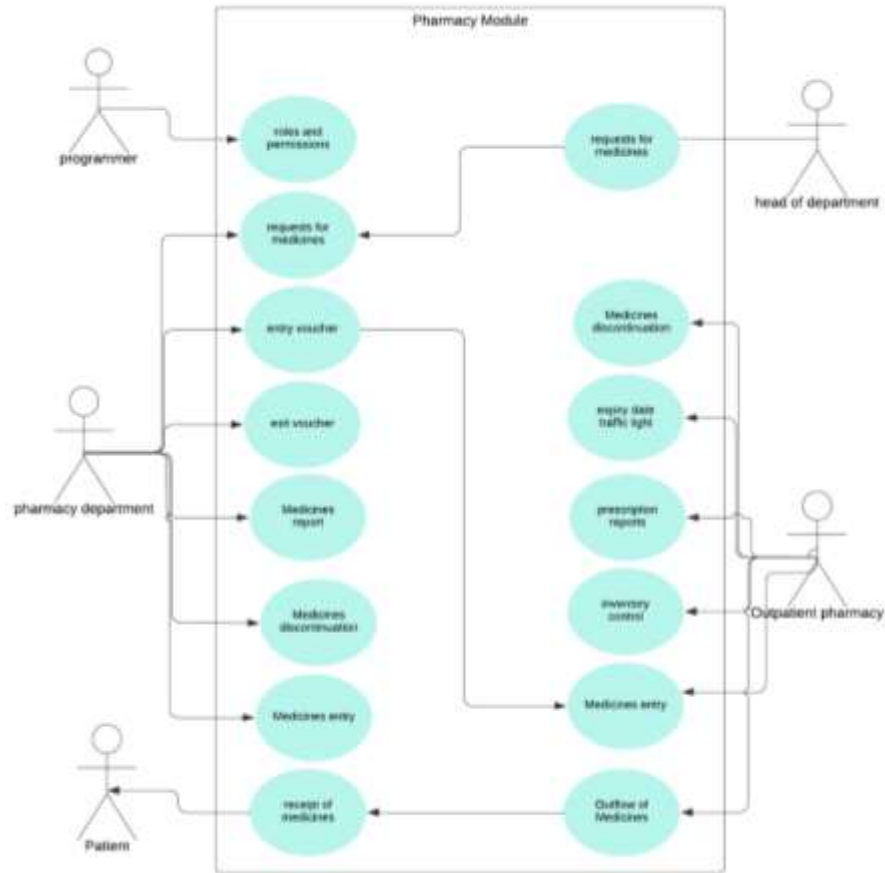 Pharmacy Module
programmer
roles and
permissions
requests for
medicines
head of department
requests for
medicines
entry voucher
Medicines
discontinuation
exit voucher
expiry date
traffic light
pharmacy department
Medicines
report
prescription
reports
Medicines
discontinuation
inventory
control
Outpatient pharmacy
Medicines entry
Medicines entry
Patient
receipt of
medicines
Outflow of
Medicines